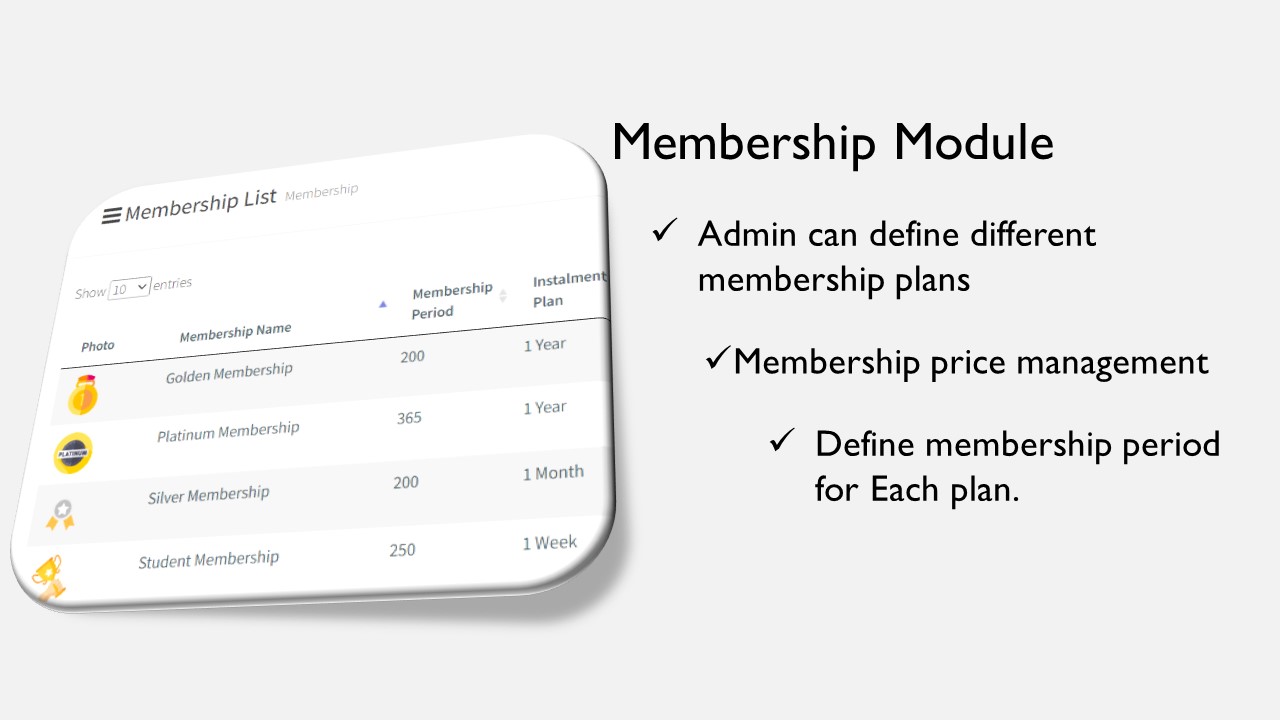 Membership Module
✓ Admin can define different
membership plans
✓Membership price management
✓ Define membership period
for Each plan.
Membership List Membership
Show 10 entries
Photo Membership Name Membership Period Instalment Plan
Golden Membership 200 1 Year
PLATINUM Platinum Membership 365 1 Year
Silver Membership 200 1 Month
Student Membership 250 1 Week